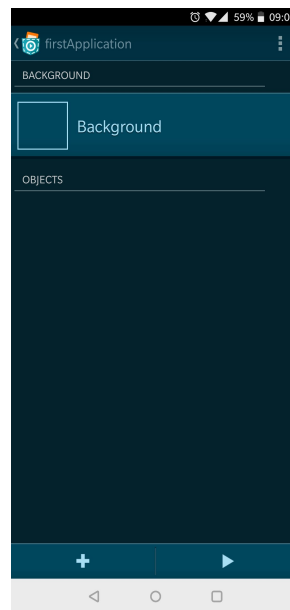 59% 09:0
firstApplication
BACKGROUND
Background
OBJECTS